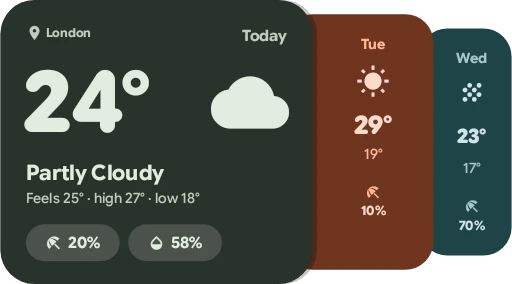 London
Today
24°
Partly Cloudy
Feels 25° · high 27° · low 18°
20%
58%
Tue
29°
19°
10%
Wed
23°
17°
70%